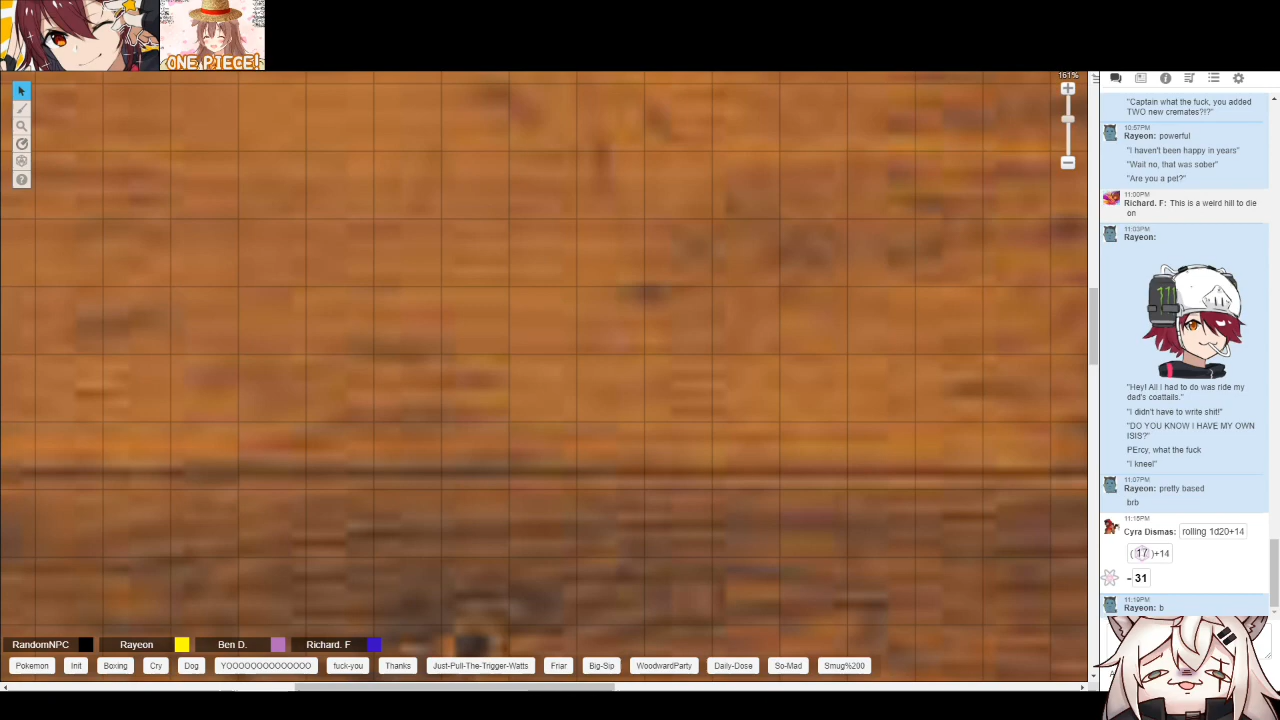 ONE PIECE!
161%
"Captain what the fuck, you added
TWO new cremates?!?"
10:57PM
Rayeon: powerful
"I haven't been happy in years"
"Wait no, that was sober"
"Are you a pet?"
11:00PM
Richard. F: This is a weird hill to die
on
11:03PM
Rayeon:
"Hey! All I had to do was ride my
dad's coattails."
"I didn't have to write shit!"
"DO YOU KNOW I HAVE MY OWN
ISIS?"
PErcy, what the fuck
"I kneel"
11:07PM
Rayeon: pretty based
brb
11:15PM
Cyra Dismas: rolling 1d20+14
(17)+14
=31
11:19PM
Rayeon: b
RandomNPC Rayeon Ben D. Richard. F
Pokemon Init Boxing Cry Dog YOOOOOOOOOOOOOO fuck-you Thanks Just-Pull-The-Trigger-Watts Friar Big-Sip WoodwardParty Daily-Dose So-Mad Smug%200